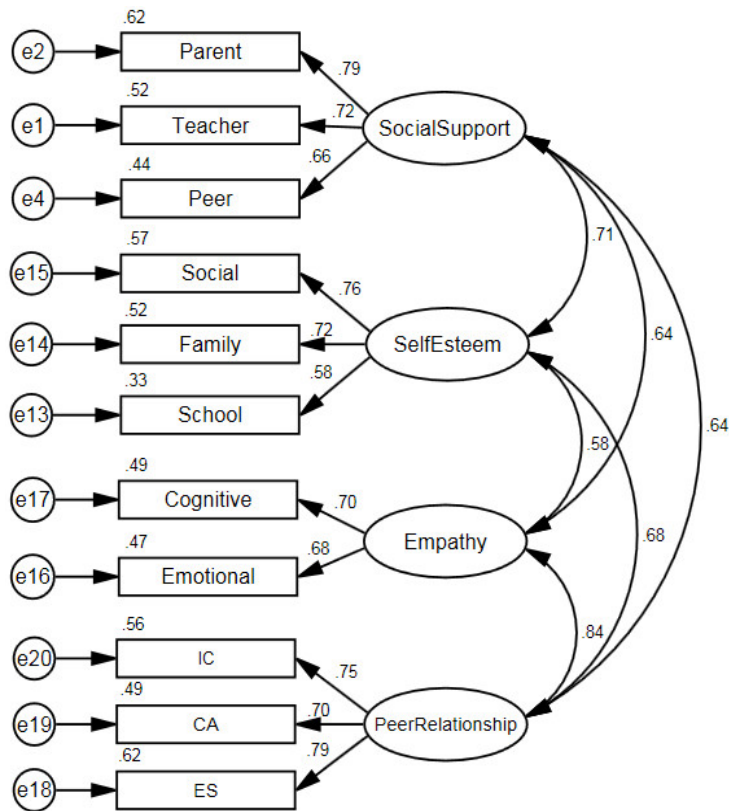 .62
e2 Parent
.79
.52
e1 Teacher .72 SocialSupport
.66
.44
e4 Peer
.71
.57
e15 Social
.76
.52
e14 Family .72 SelfEsteem .64
.58
.33
e13 School
.64
.58
.49
e17 Cognitive .70
.68
.47
e16 Emotional .68 Empathy
.84
.56
e20 IC .75
.49
e19 CA .70 PeerRelationship
.79
.62
e18 ES